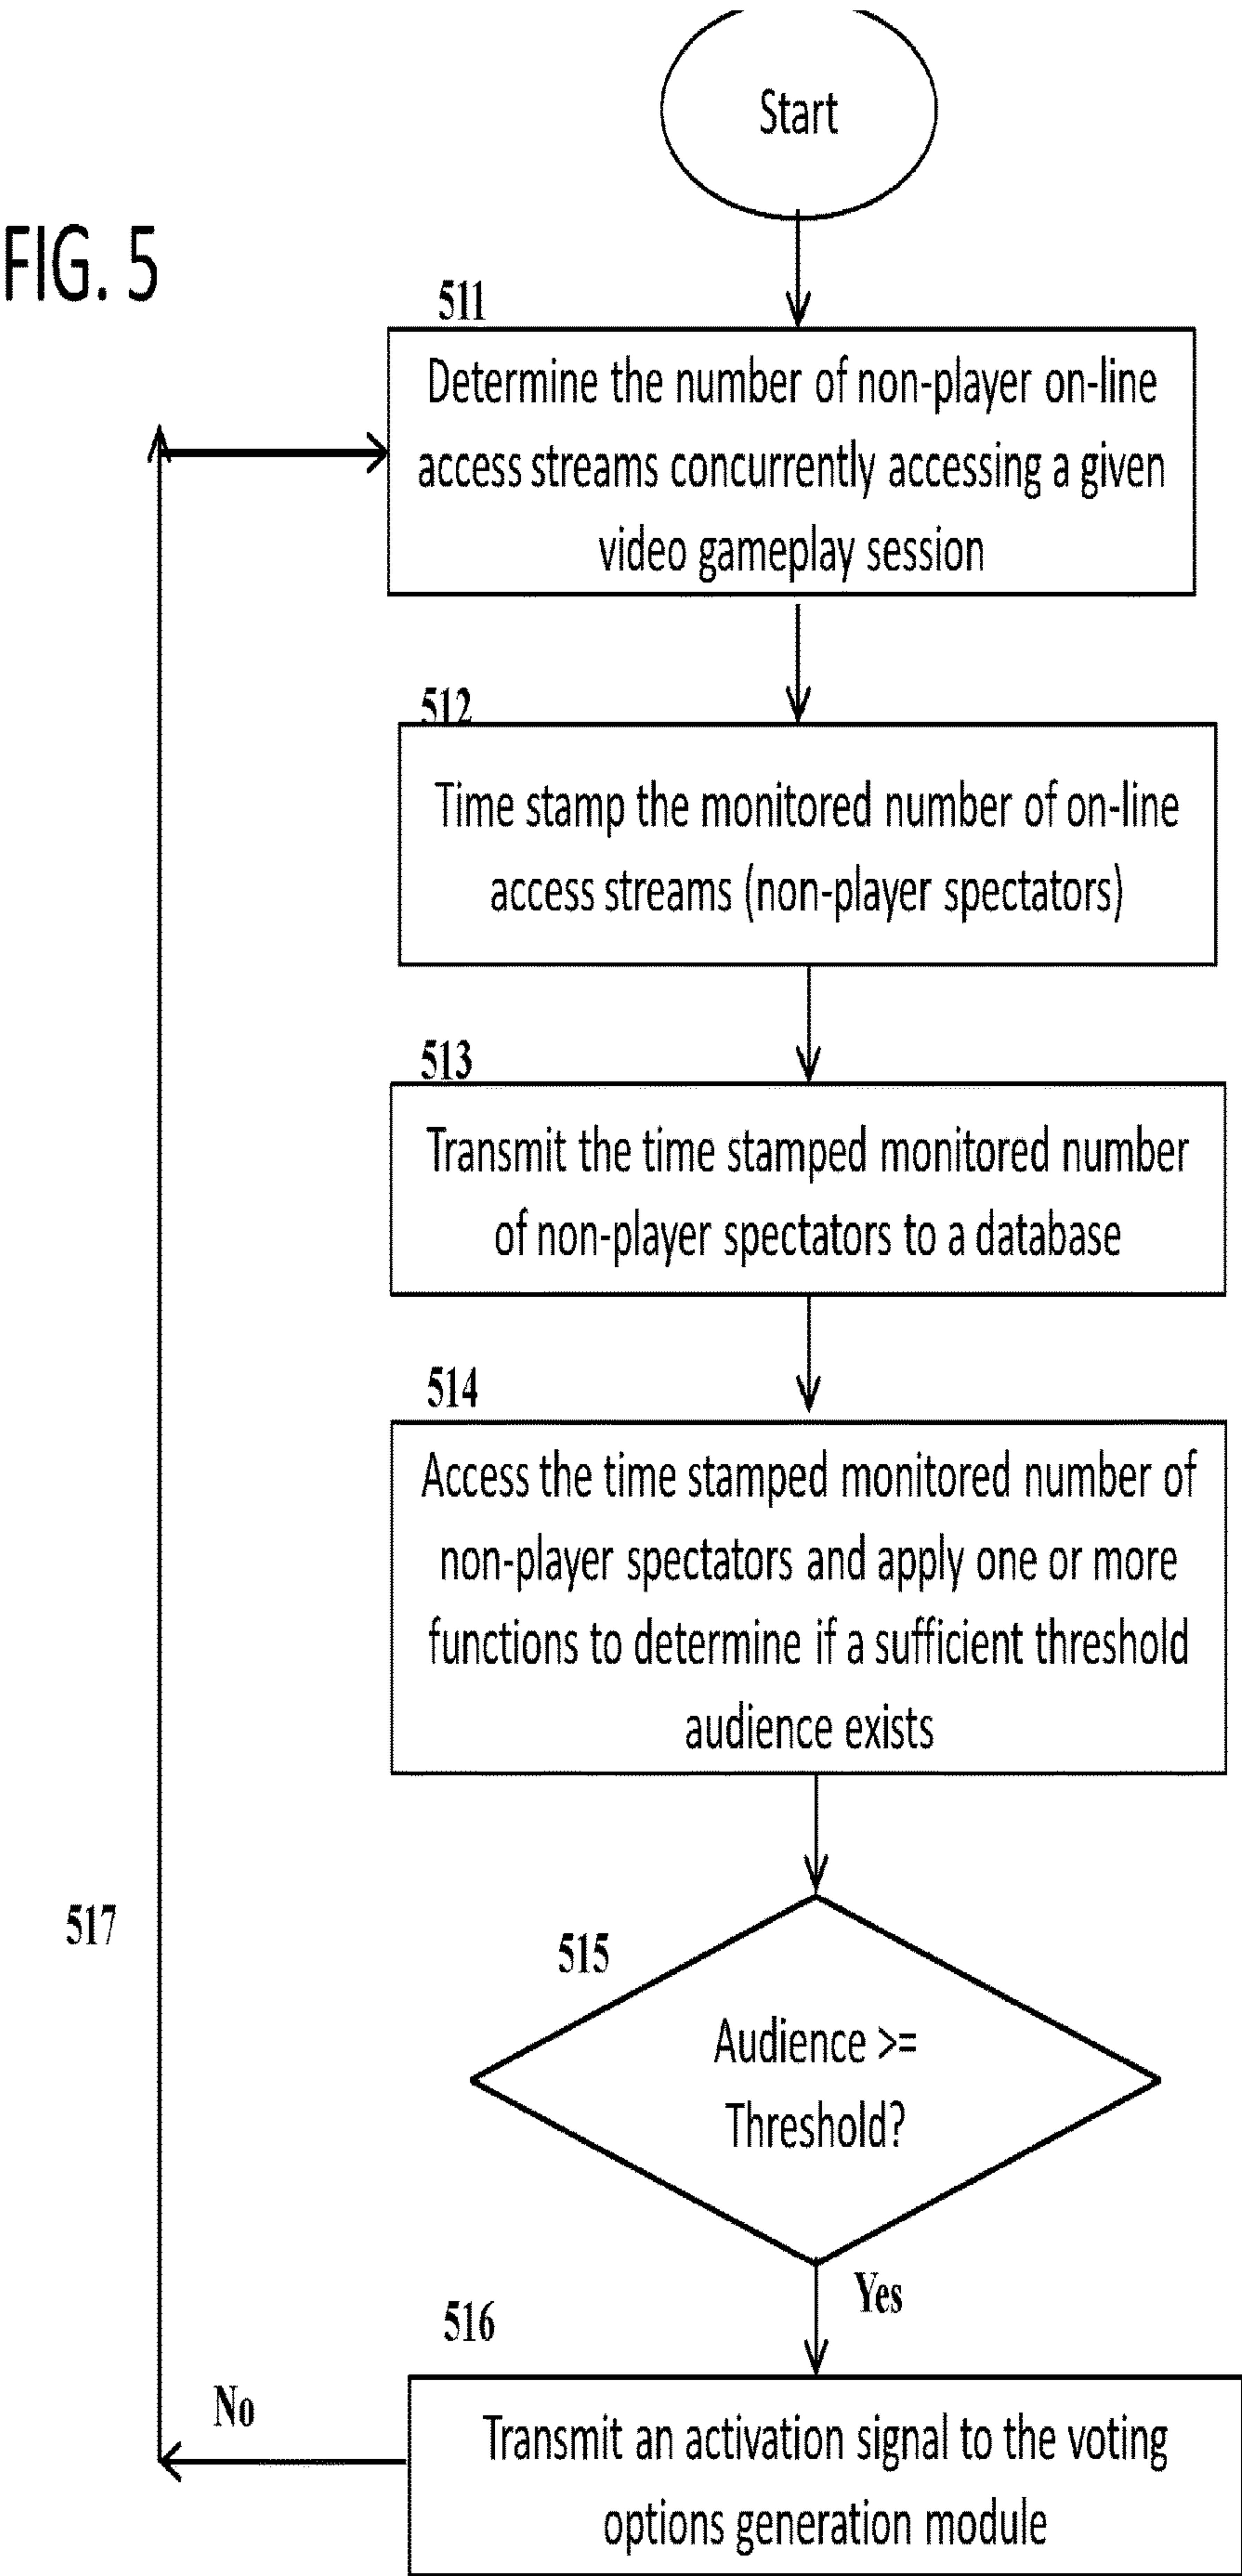 Start
FIG. 5
511
Determine the number of non-player on-line
access streams concurrently accessing a given
video gameplay session
512
Time stamp the monitored number of on-line
access streams (non-player spectators)
513
Transmit the time stamped monitored number
of non-player spectators to a database
514
Access the time stamped monitored number of
non-player spectators and apply one or more
functions to determine if a sufficient threshold
audience exists
517
515
Audience >=
Threshold?
Yes
516
No
Transmit an activation signal to the voting
options generation module